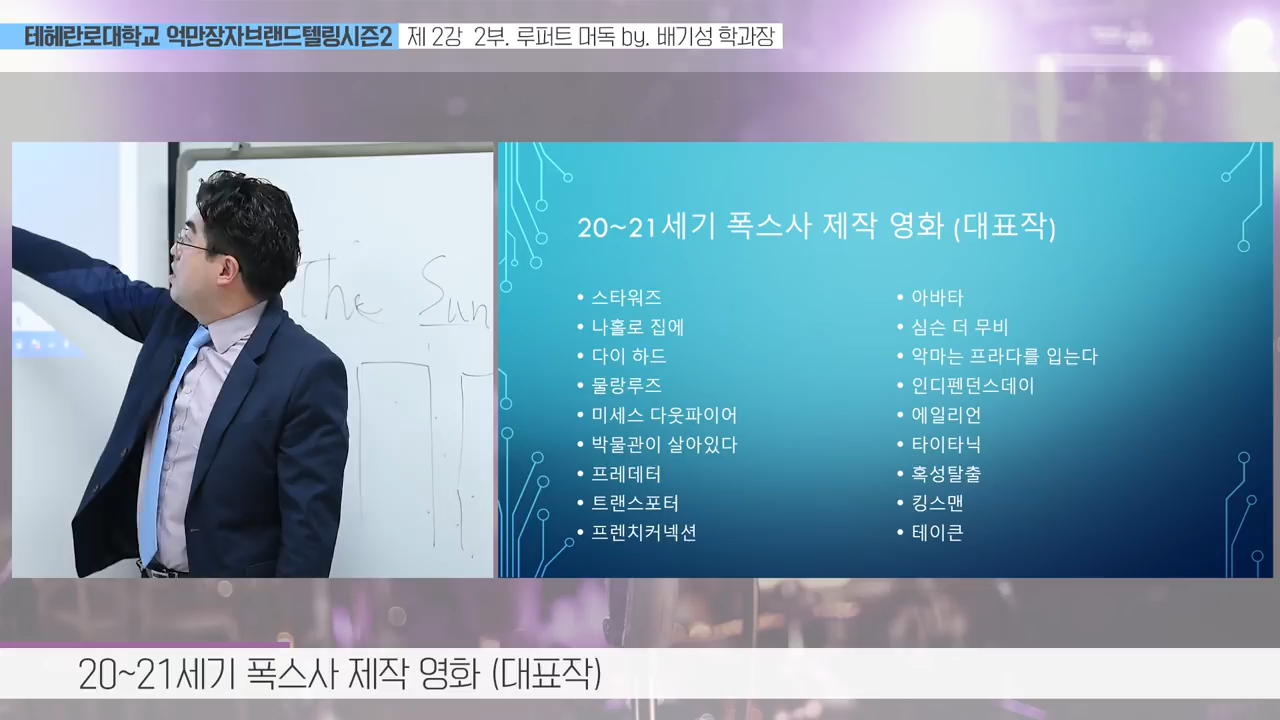 테헤란로대학교 억만장자브랜드텔링시즌2 제 2강 2부. 루퍼트 머독 by. 배기성 학과장
The Sun
20~21세기 폭스사 제작 영화 (대표작)
• 스타워즈
• 나홀로 집에
• 다이 하드
• 물랑루즈
• 미세스 다웃파이어
• 박물관이 살아있다
• 프레데터
• 트랜스포터
• 프렌치커넥션
• 아바타
• 심슨 더 무비
• 악마는 프라다를 입는다
• 인디펜던스데이
• 에일리언
• 타이타닉
• 혹성탈출
• 킹스맨
• 테이큰
20~21세기 폭스사 제작 영화 (대표작)